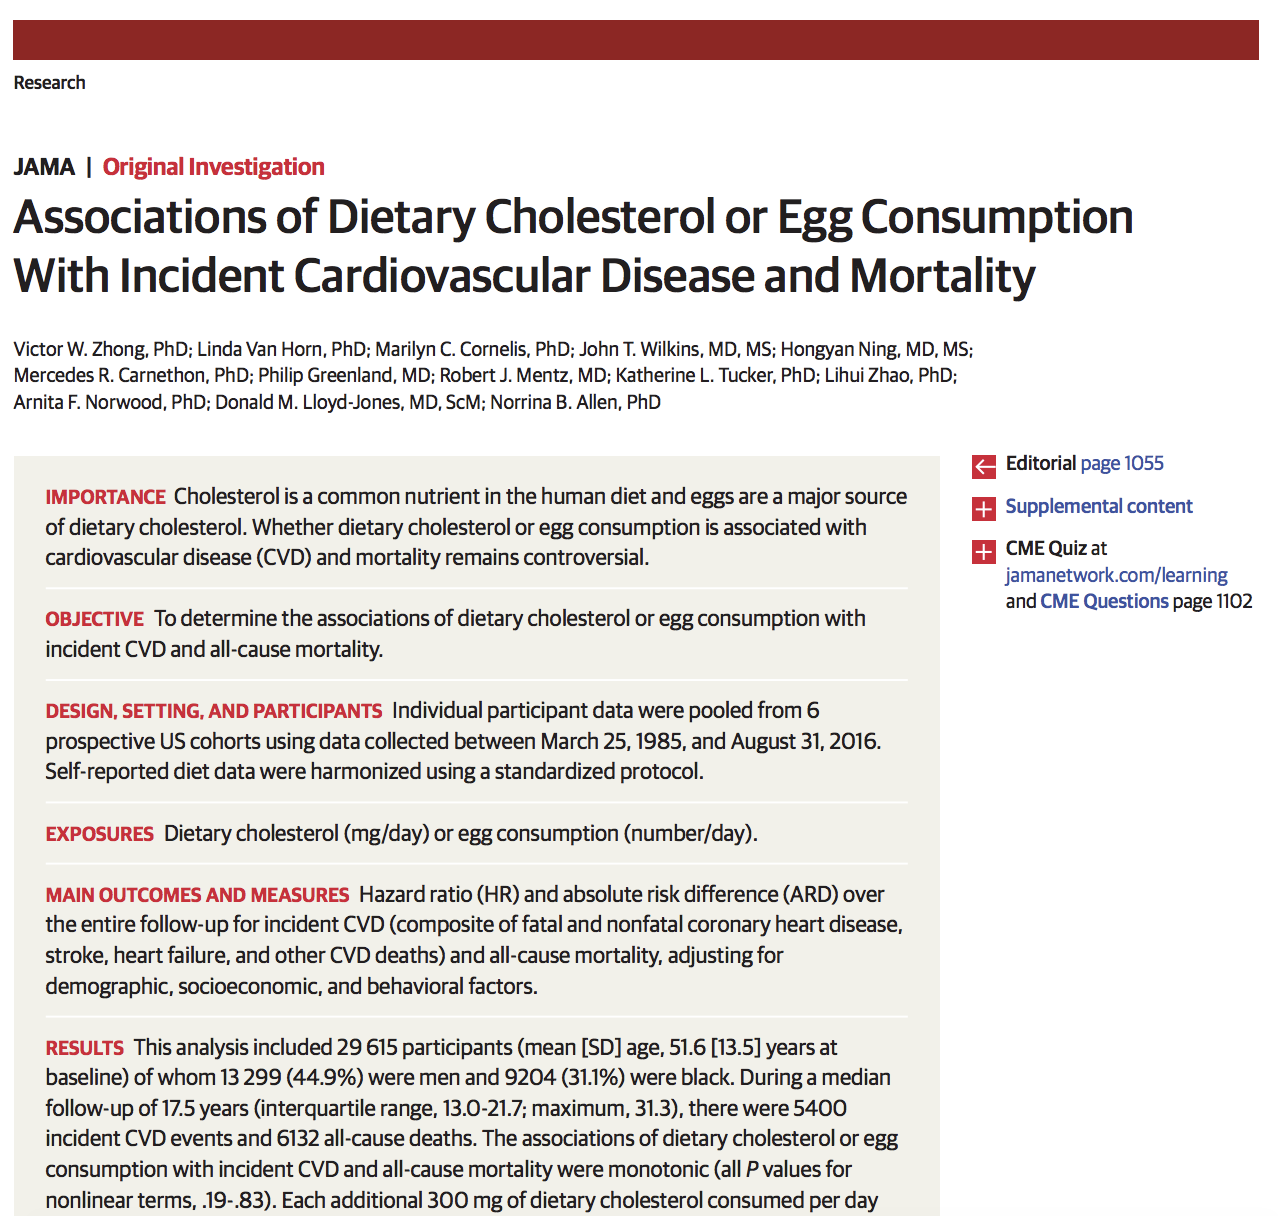 Research
JAMA | Original Investigation
Associations of Dietary Cholesterol or Egg Consumption
With Incident Cardiovascular Disease and Mortality
Victor W. Zhong, PhD; Linda Van Horn, PhD; Marilyn C. Cornelis, PhD; John T. Wilkins, MD, MS; Hongyan Ning, MD, MS;
Mercedes R. Carnethon, PhD; Philip Greenland, MD; Robert J. Mentz, MD; Katherine L. Tucker, PhD; Lihui Zhao, PhD;
Arnita F. Norwood, PhD; Donald M. Lloyd-Jones, MD, ScM; Norrina B. Allen, PhD
IMPORTANCE Cholesterol is a common nutrient in the human diet and eggs are a major source
of dietary cholesterol. Whether dietary cholesterol or egg consumption is associated with
cardiovascular disease (CVD) and mortality remains controversial.
OBJECTIVE To determine the associations of dietary cholesterol or egg consumption with
incident CVD and all-cause mortality.
DESIGN, SETTING, AND PARTICIPANTS Individual participant data were pooled from 6
prospective US cohorts using data collected between March 25, 1985, and August 31, 2016.
Self-reported diet data were harmonized using a standardized protocol.
EXPOSURES Dietary cholesterol (mg/day) or egg consumption (number/day).
MAIN OUTCOMES AND MEASURES Hazard ratio (HR) and absolute risk difference (ARD) over
the entire follow-up for incident CVD (composite of fatal and nonfatal coronary heart disease,
stroke, heart failure, and other CVD deaths) and all-cause mortality, adjusting for
demographic, socioeconomic, and behavioral factors.
RESULTS This analysis included 29 615 participants (mean [SD] age, 51.6 [13.5] years at
baseline) of whom 13 299 (44.9%) were men and 9204 (31.1%) were black. During a median
follow-up of 17.5 years (interquartile range, 13.0-21.7; maximum, 31.3), there were 5400
incident CVD events and 6132 all-cause deaths. The associations of dietary cholesterol or egg
consumption with incident CVD and all-cause mortality were monotonic (all P values for
nonlinear terms, .19-.83). Each additional 300 mg of dietary cholesterol consumed per day
Editorial page 1055
Supplemental content
CME Quiz at
jamanetwork.com/learning
and CME Questions page 1102